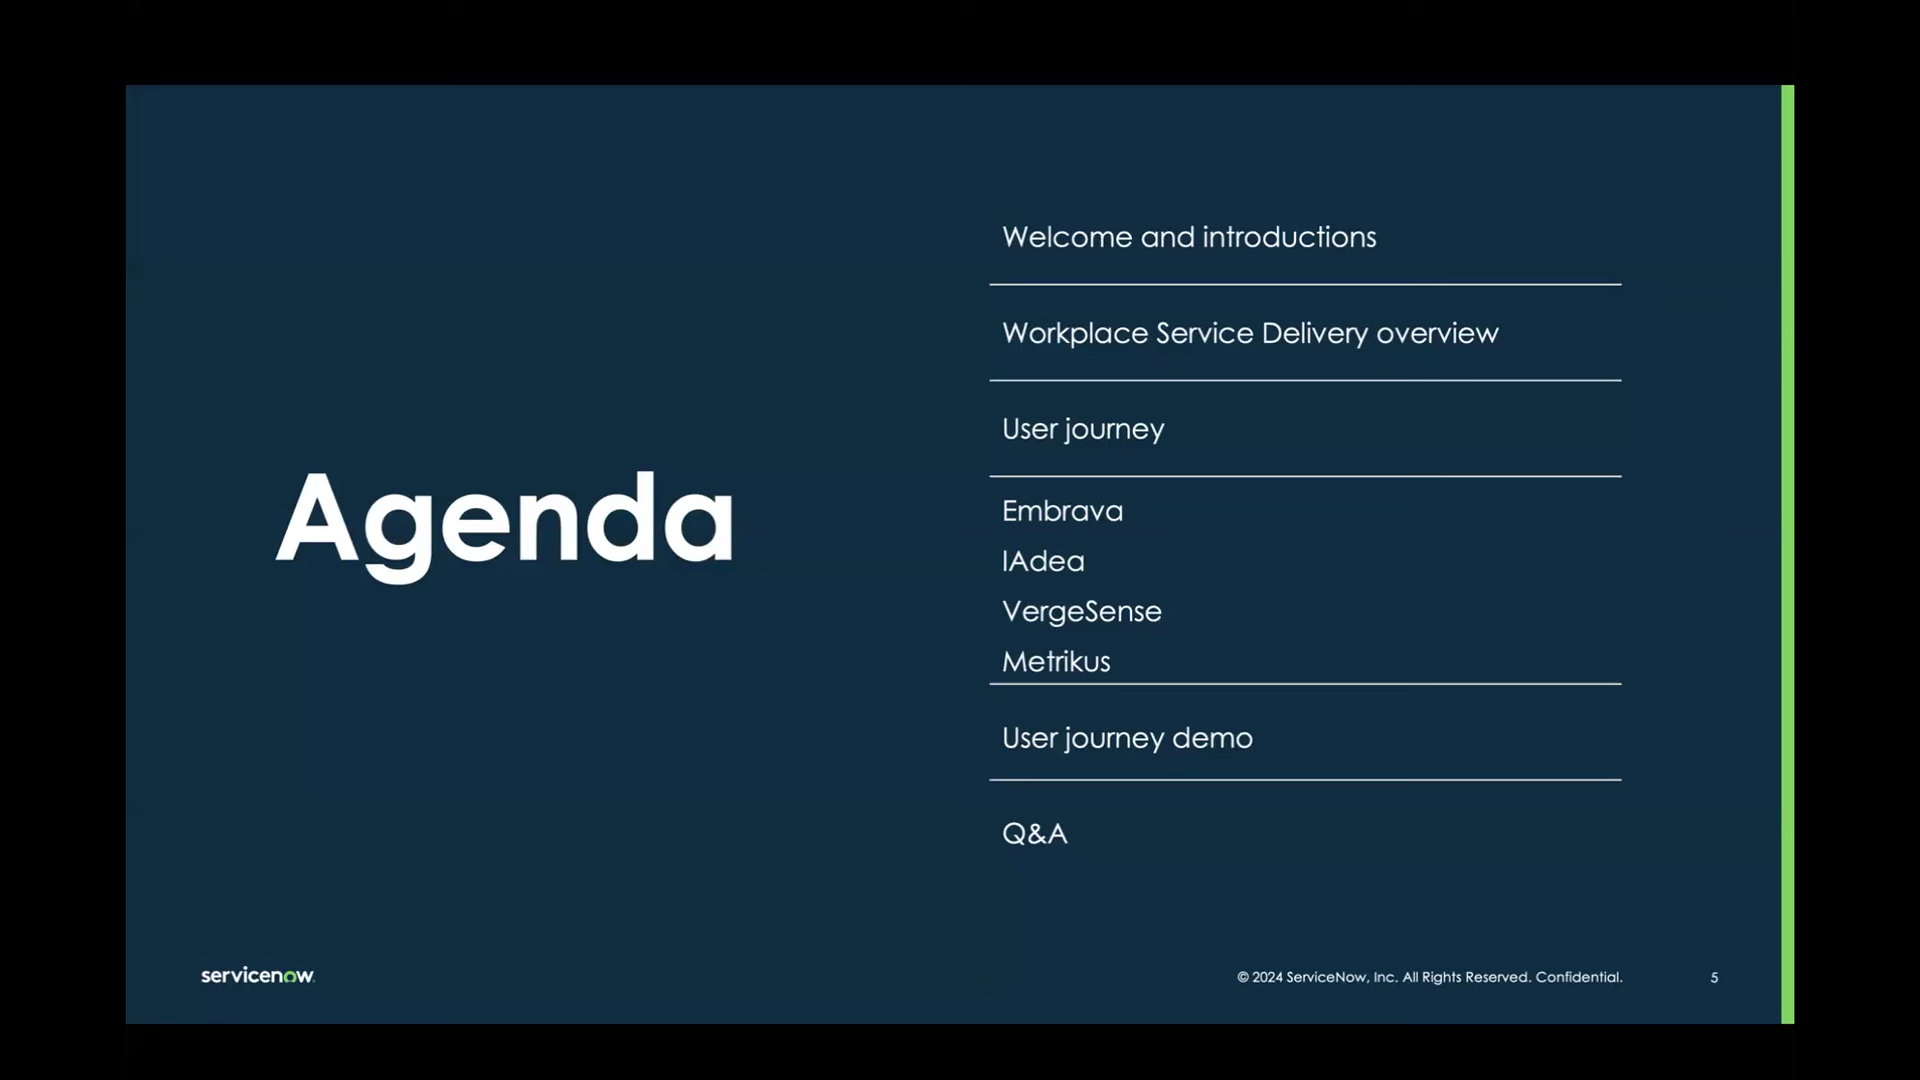 Agenda
Welcome and introductions
Workplace Service Delivery overview
User journey
Embrava
IAdea
VergeSense
Metrikus
User journey demo
Q&A
servicenow.
© 2024 ServiceNow, Inc. All Rights Reserved. Confidential.
5